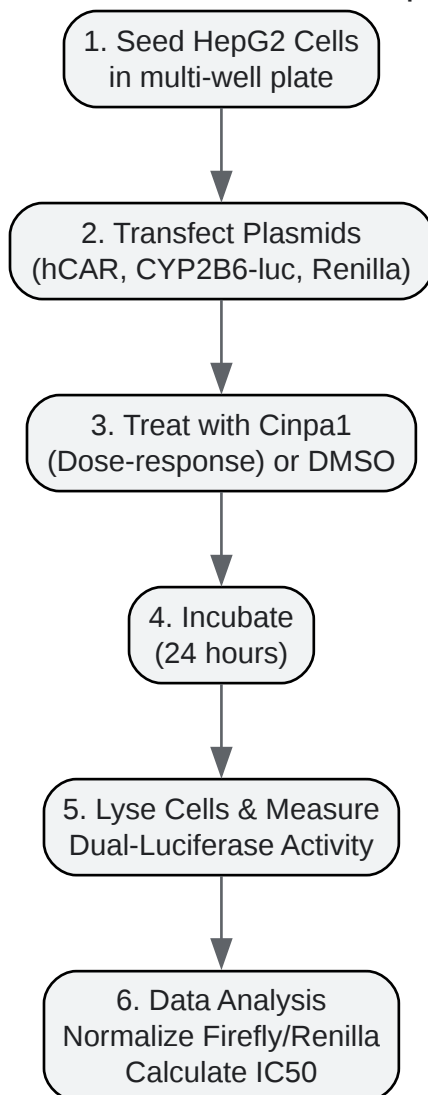 1. Seed HepG2 Cells
in multi-well plate
2. Transfect Plasmids
(hCAR, CYP2B6-luc, Renilla)
3. Treat with Cinpa1
(Dose-response) or DMSO
4. Incubate
(24 hours)
5. Lyse Cells & Measure
Dual-Luciferase Activity
6. Data Analysis
Normalize Firefly/Renilla
Calculate IC50